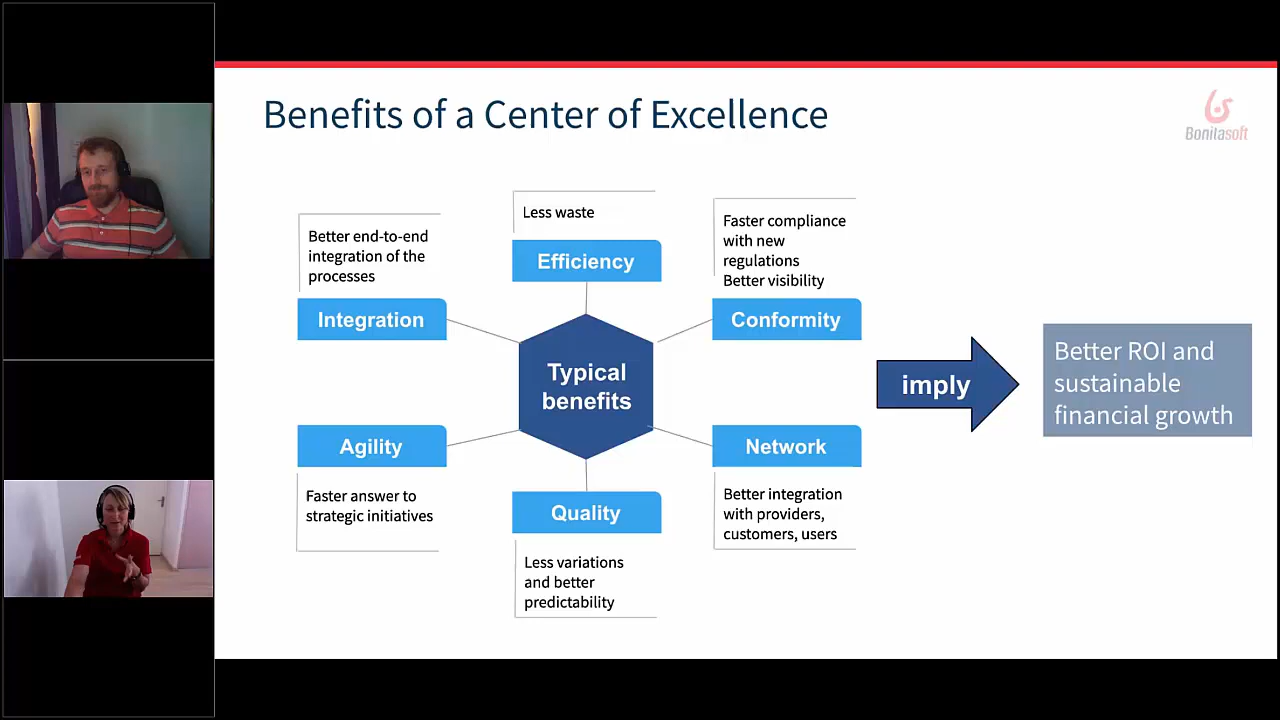 Benefits of a Center of Excellence
Bonitasoft
Less waste
Efficiency
Better end-to-end
integration of the
processes
Integration
Faster compliance
with new
regulations
Better visibility
Conformity
Typical
benefits
imply
Better ROI and
sustainable
financial growth
Agility
Faster answer to
strategic initiatives
Quality
Less variations
and better
predictability
Network
Better integration
with providers,
customers, users